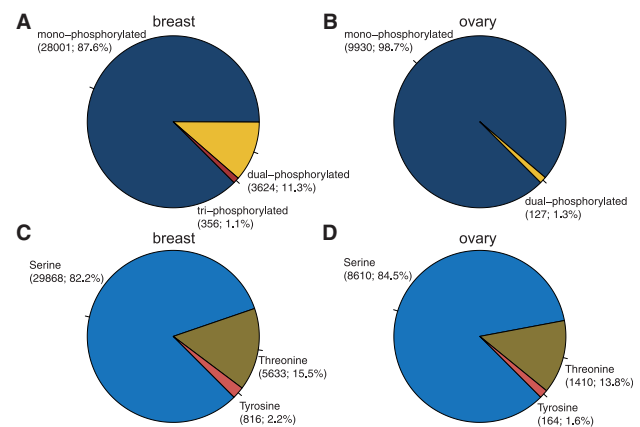 A
breast
mono–phosphorylated
(28001; 87.6%)
dual–phosphorylated
(3624; 11.3%)
tri–phosphorylated
(356; 1.1%)
B
ovary
mono–phosphorylated
(9930; 98.7%)
dual–phosphorylated
(127; 1.3%)
C
breast
Serine
(29868; 82.2%)
Threonine
(5633; 15.5%)
Tyrosine
(816; 2.2%)
D
ovary
Serine
(8610; 84.5%)
Threonine
(1410; 13.8%)
Tyrosine
(164; 1.6%)